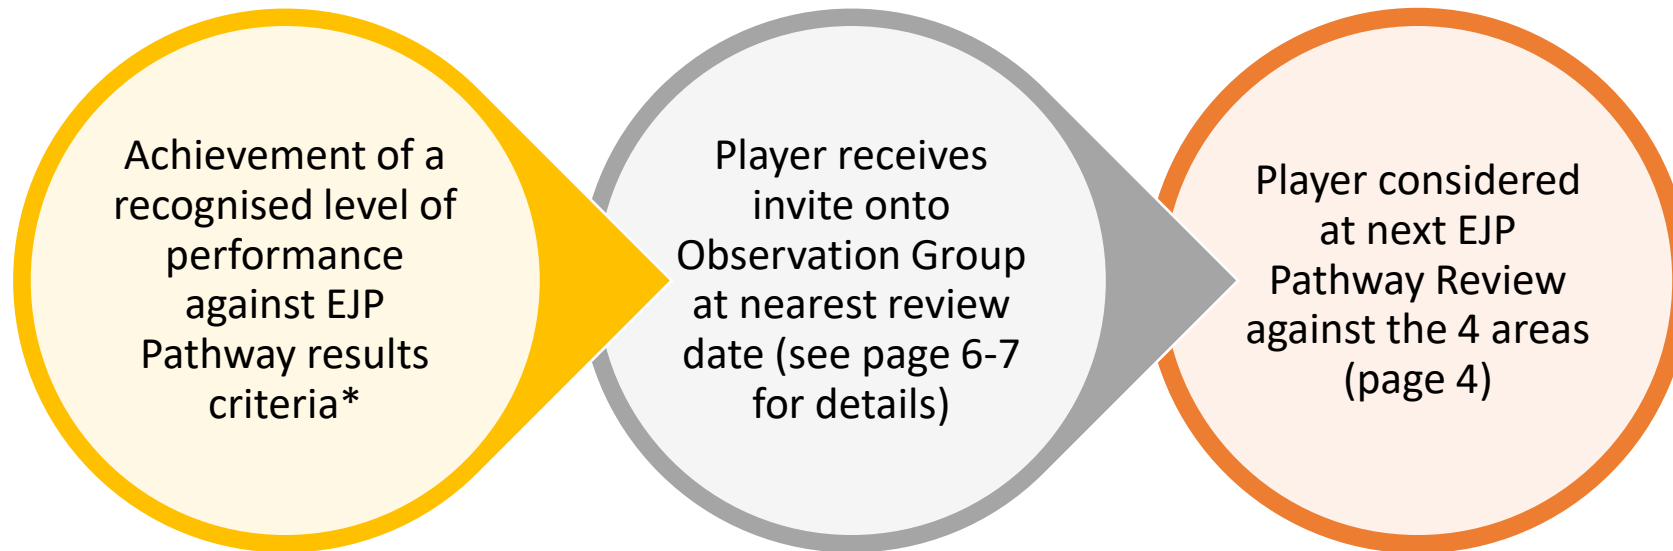 Achievement of a
recognised level of
performance
against EJP
Pathway results
criteria*
Player receives
invite onto
Observation Group
at nearest review
date (see page 6-7
for details)
Player considered
at next EJP
Pathway Review
against the 4 areas
(page 4)